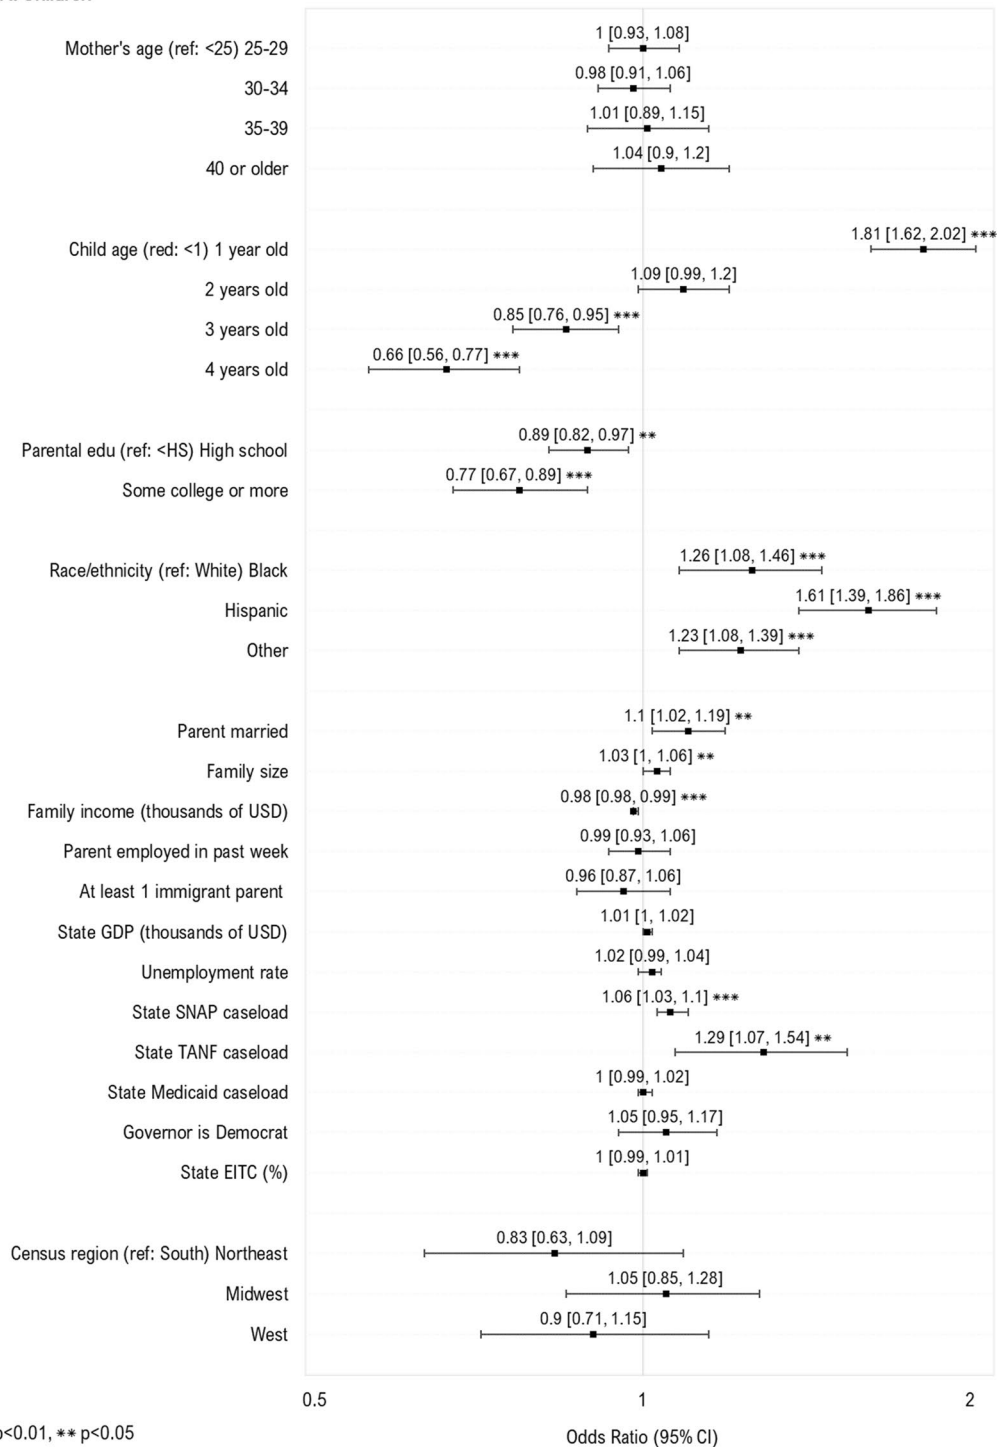 Mother's age (ref: <25) 25-29 1 [0.93, 1.08]
30-34 0.98 [0.91, 1.06]
35-39 1.01 [0.89, 1.15]
40 or older 1.04 [0.9, 1.2]
Child age (red: <1) 1 year old 1.81 [1.62, 2.02] ***
2 years old 1.09 [0.99, 1.2]
3 years old 0.85 [0.76, 0.95] ***
4 years old 0.66 [0.56, 0.77] ***
Parental edu (ref: <HS) High school 0.89 [0.82, 0.97] **
Some college or more 0.77 [0.67, 0.89] ***
Race/ethnicity (ref: White) Black 1.26 [1.08, 1.46] ***
Hispanic 1.61 [1.39, 1.86] ***
Other 1.23 [1.08, 1.39] ***
Parent married 1.1 [1.02, 1.19] **
Family size 1.03 [1, 1.06] **
Family income (thousands of USD) 0.98 [0.98, 0.99] ***
Parent employed in past week 0.99 [0.93, 1.06]
At least 1 immigrant parent 0.96 [0.87, 1.06]
State GDP (thousands of USD) 1.01 [1, 1.02]
Unemployment rate 1.02 [0.99, 1.04]
State SNAP caseload 1.06 [1.03, 1.1] ***
State TANF caseload 1.29 [1.07, 1.54] **
State Medicaid caseload 1 [0.99, 1.02]
Governor is Democrat 1.05 [0.95, 1.17]
State EITC (%) 1 [0.99, 1.01]
Census region (ref: South) Northeast 0.83 [0.63, 1.09]
Midwest 1.05 [0.85, 1.28]
West 0.9 [0.71, 1.15]
0.5 1 2
p<0.01, ** p<0.05
Odds Ratio (95% CI)